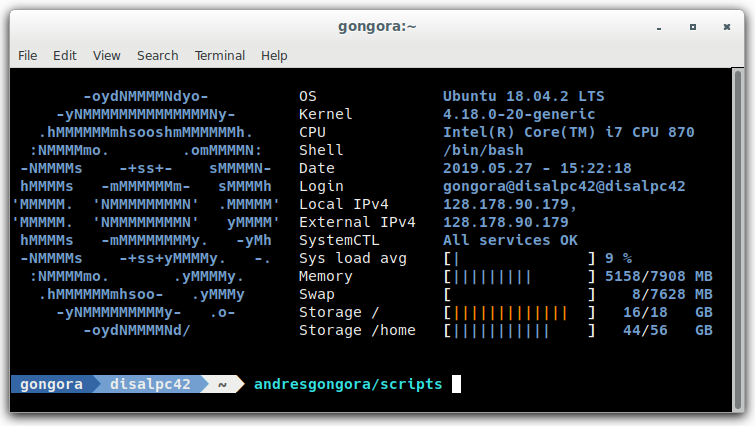 gongora:~
File Edit View Search Terminal Help
-oydNMMMMNdyo- OS Ubuntu 18.04.2 LTS
-yNMMMMMMMMMMMMMMNy- Kernel 4.18.0-20-generic
.hMMMMMMmhsooshmMMMMMMh. CPU Intel(R) Core(TM) i7 CPU 870
:NMMMMmo. .omMMMMN: Shell /bin/bash
-NMMMMs -+ss+- sMMMMN- Date 2019.05.27 - 15:22:18
hMMMMs -mMMMMMMm- sMMMMh Login gongora@disalpc42@disalpc42
'MMMMM. 'NMMMMMMMMN' .MMMMM' Local IPv4 128.178.90.179,
'MMMMM. 'NMMMMMMMMN' yMMMM' External IPv4 128.178.90.179
hMMMMs -mMMMMMMMMy. -yMh SystemCTL All services OK
-NMMMMs -+ss+yMMMMy. -. Sys load avg [| ] 9 %
:NMMMMmo. .yMMMMy. Memory [||||||||| ] 5158/7908 MB
.hMMMMMMmhsoo- .yMMMy Swap [ ] 8/7628 MB
-yNMMMMMMMMMy- .o- Storage / [||||||||||||| ] 16/18 GB
-oydNMMMMNd/ Storage /home [||||||||||| ] 44/56 GB
gongora disalpc42 ~ andresgongora/scripts